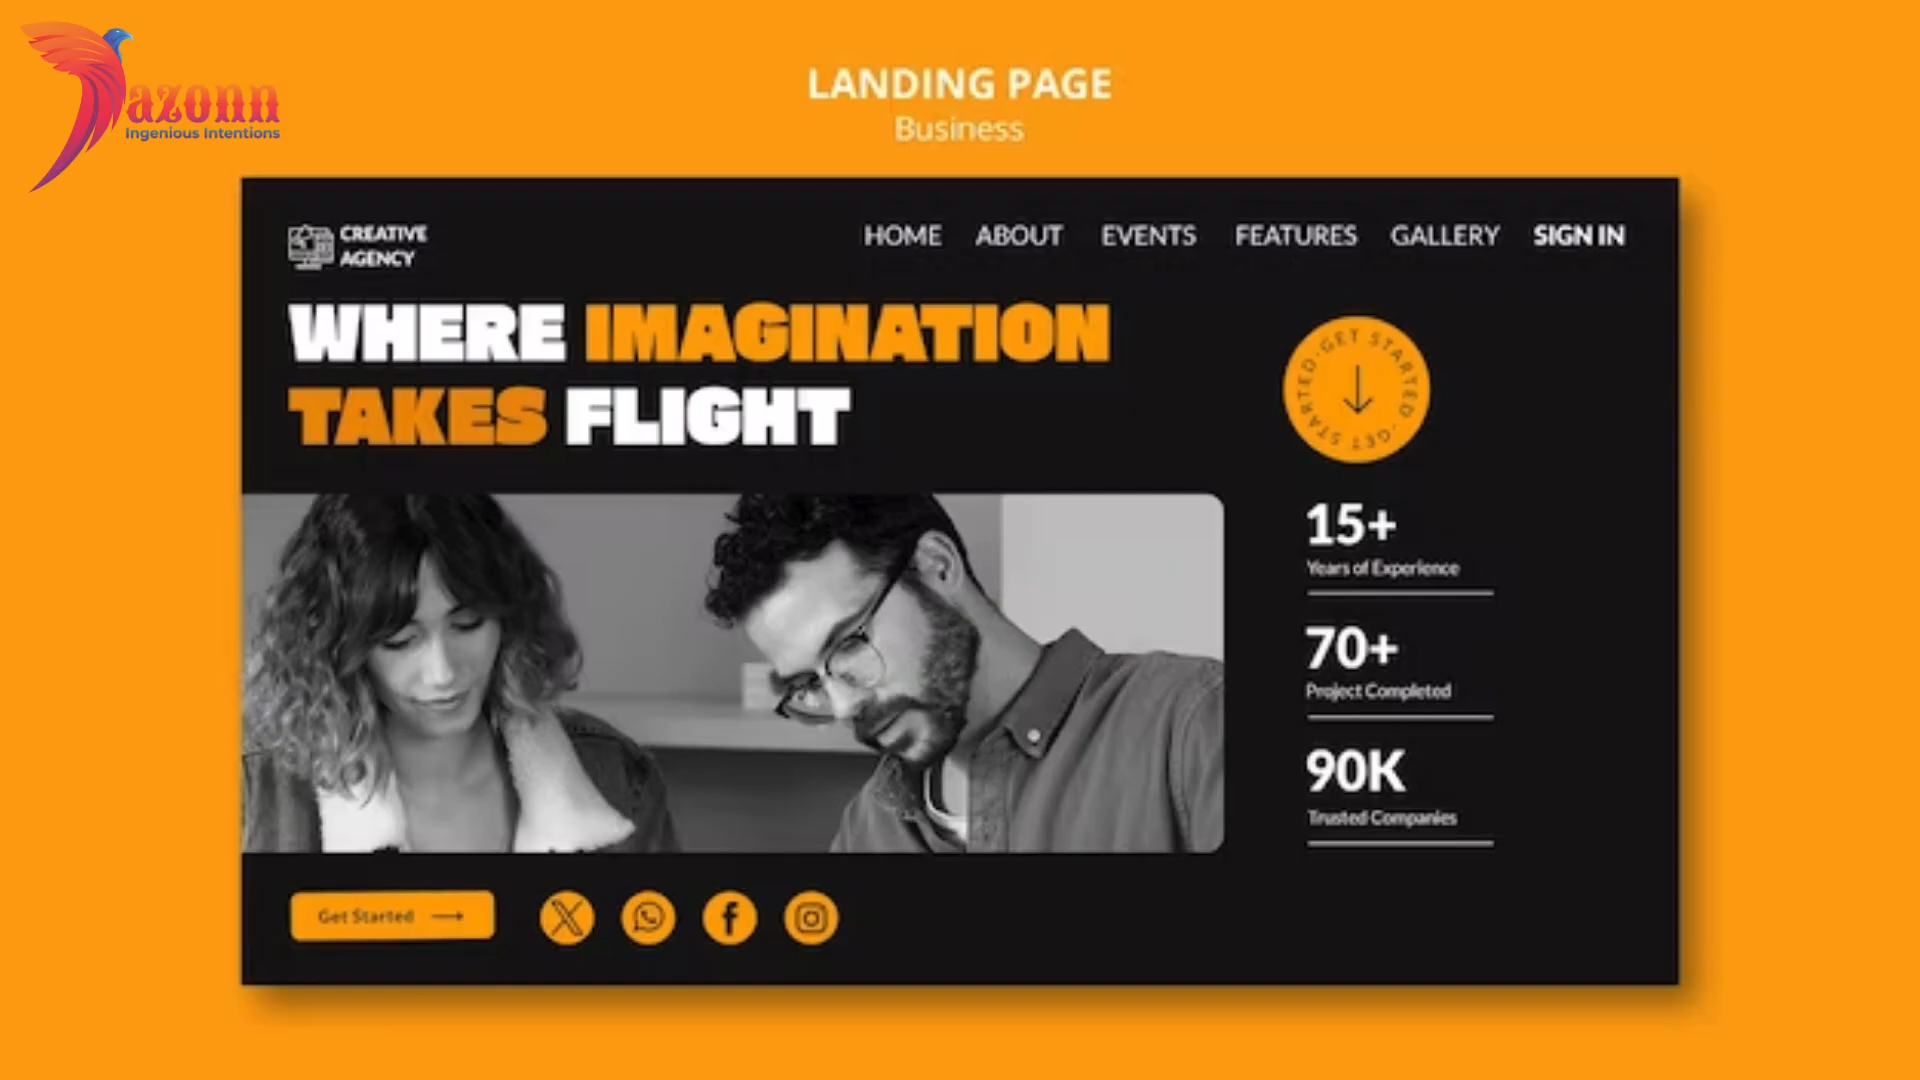 azonn
Ingenious Intentions
LANDING PAGE
Business
CREATIVE
AGENCY
HOME ABOUT EVENTS FEATURES GALLERY SIGN IN
WHERE IMAGINATION
TAKES FLIGHT
GET STARTED · GET STARTED ·
15+
Years of Experience
70+
Project Completed
90K
Trusted Companies
Get Started